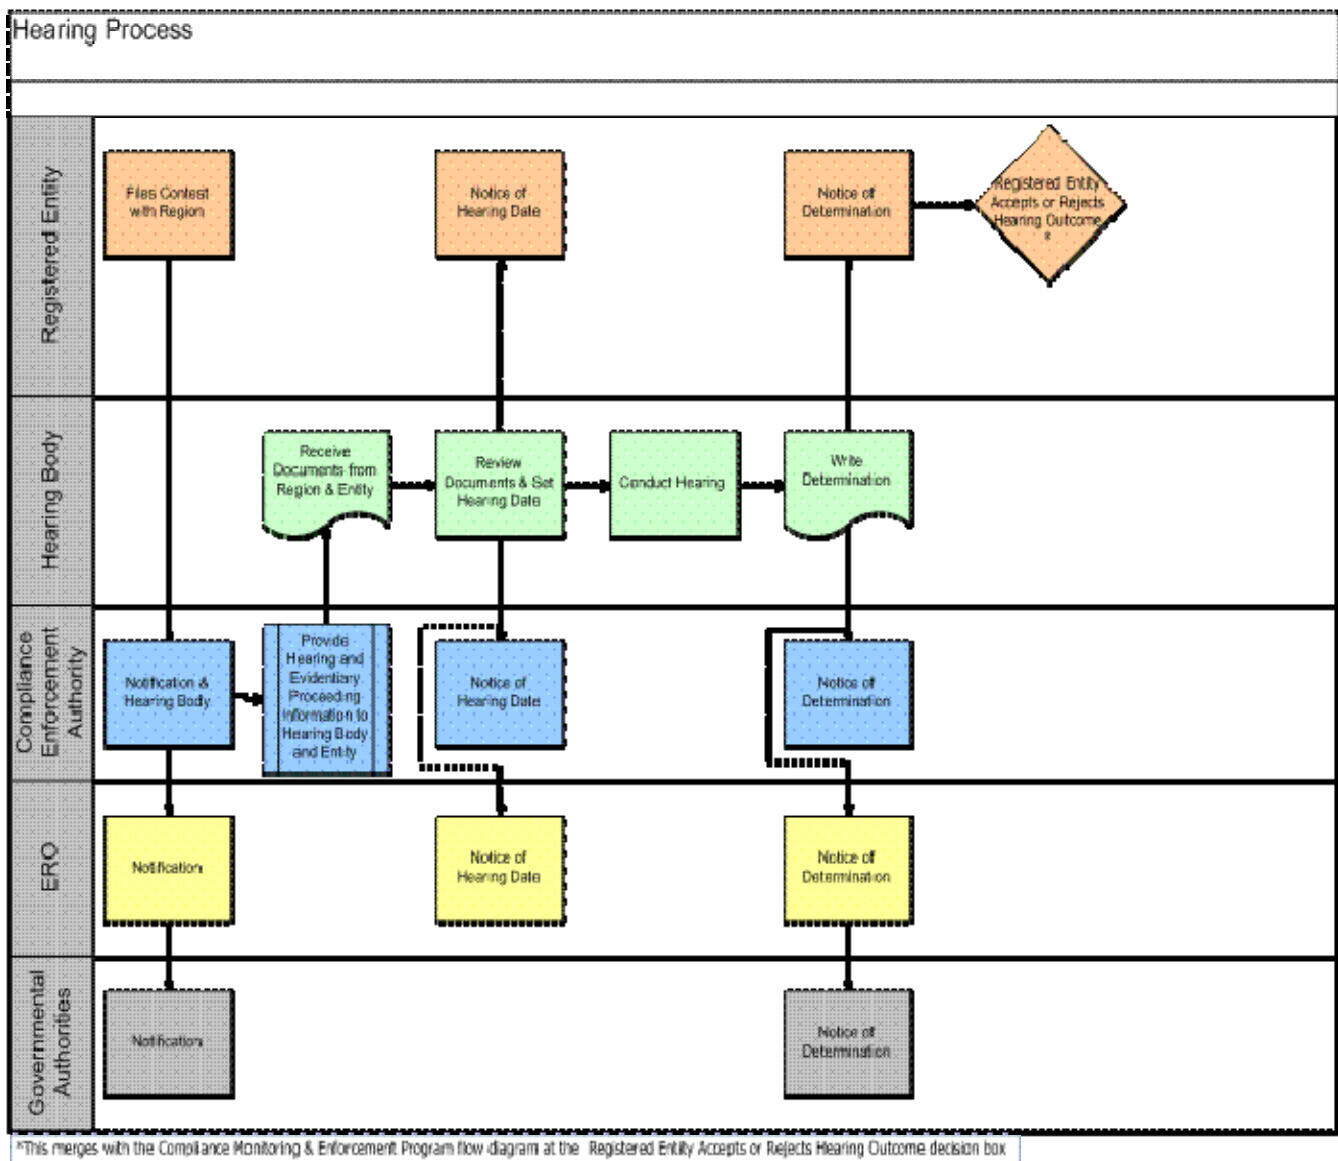 Hearing Process
Registered Entity
Files Contest
with Region
Notice of
Hearing Date
Notice of
Determination
Registered Entity
Accepts or Rejects
Hearing Outcome
*
Hearing Body
Receive
Documents from
Region & Entity
Review
Documents & Set
Hearing Date
Conduct Hearing
Write
Determination
Compliance
Enforcement
Authority
Notification &
Hearing Body
Provide
Hearing and
Evidentiary
Proceeding
Information to
Hearing Body
and Entity
Notice of
Hearing Date
Notice of
Determination
ERO
Notification
Notice of
Hearing Date
Notice of
Determination
Governmental
Authorities
Notification
Notice of
Determination
*This merges with the Compliance Monitoring & Enforcement Program flow diagram at the Registered Entity Accepts or Rejects Hearing Outcome decision box